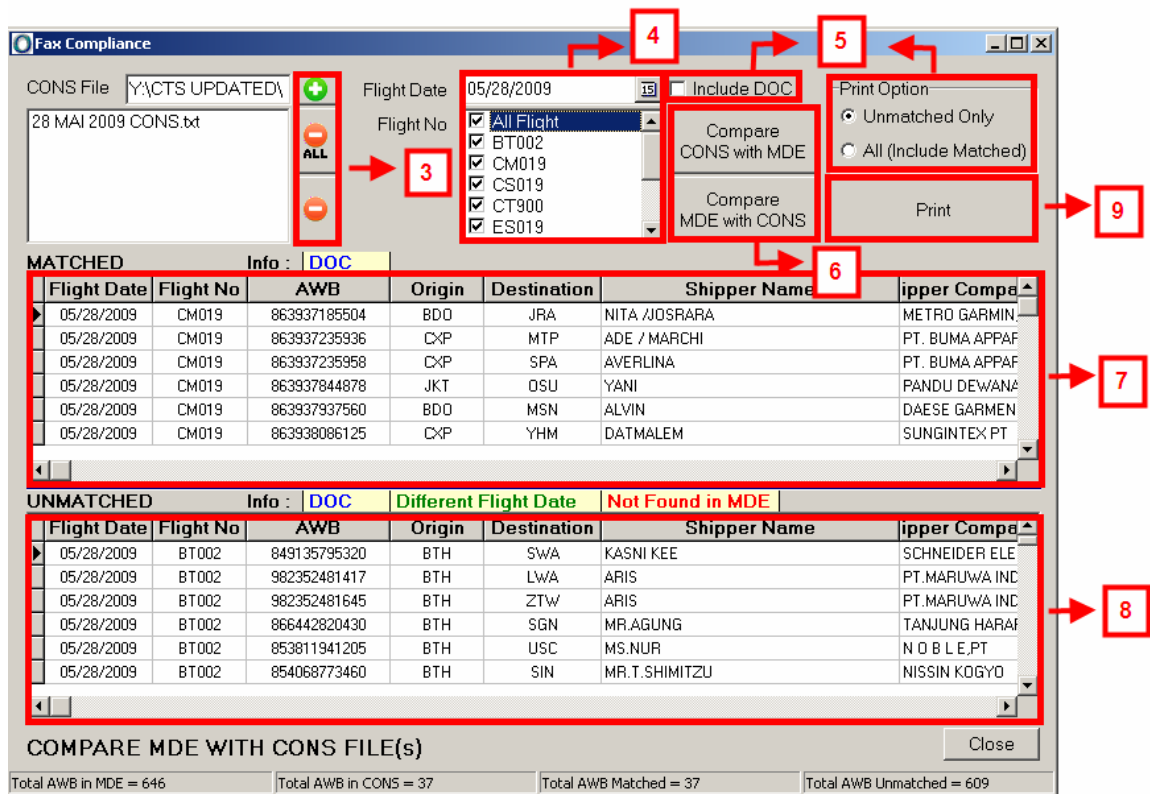 4
5
Fax Compliance
CONS File Y:\CTS UPDATED\ Flight Date 05/28/2009 15 Include DOC Print Option
28 MAI 2009 CONS.txt
ALL
3
Flight No All Flight
BT002
CM019
CS019
CT900
ES019
Compare
CONS with MDE
Compare
MDE with CONS
Unmatched Only
All (Include Matched)
Print
9
6
MATCHED Info : DOC
Flight Date Flight No AWB Origin Destination Shipper Name ipper Compa
05/28/2009 CM019 863937185504 BDO JRA NITA /JOSRARA METRO GARMIN
05/28/2009 CM019 863937235936 CXP MTP ADE / MARCHI PT. BUMA APPAR
05/28/2009 CM019 863937235958 CXP SPA AVERLINA PT. BUMA APPAR
05/28/2009 CM019 863937844878 JKT OSU YANI PANDU DEWANA
05/28/2009 CM019 863937937560 BDO MSN ALVIN DAESE GARMEN
05/28/2009 CM019 863938086125 CXP YHM DATMALEM SUNGINTEX PT
7
UNMATCHED Info : DOC Different Flight Date Not Found in MDE
Flight Date Flight No AWB Origin Destination Shipper Name ipper Compa
05/28/2009 BT002 849135795320 BTH SWA KASNI KEE SCHNEIDER ELE
05/28/2009 BT002 982352481417 BTH LWA ARIS PT.MARUWA IND
05/28/2009 BT002 982352481645 BTH ZTW ARIS PT.MARUWA IND
05/28/2009 BT002 866442820430 BTH SGN MR.AGUNG TANJUNG HARAF
05/28/2009 BT002 853811941205 BTH USC MS.NUR N O B L E,PT
05/28/2009 BT002 854068773460 BTH SIN MR.T.SHIMITZU NISSIN KOGYO
8
COMPARE MDE WITH CONS FILE(s) Close
Total AWB in MDE = 646 Total AWB in CONS = 37 Total AWB Matched = 37 Total AWB Unmatched = 609